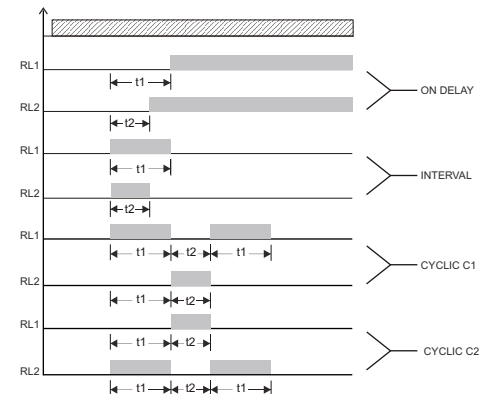 RL1
t1
ON DELAY
RL2
t2
RL1
t1
INTERVAL
RL2
t2
RL1
t1 t2 t1
CYCLIC C1
RL2
t1 t2
RL1
t1 t2
CYCLIC C2
RL2
t1 t2 t1